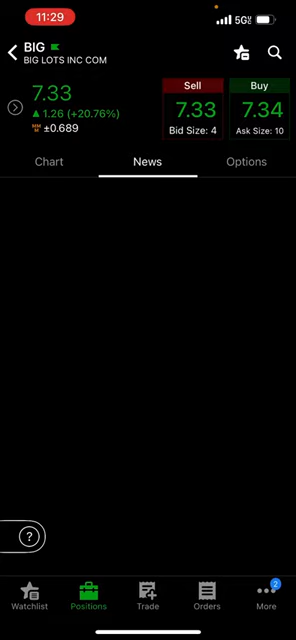 11:29
5G
BIG
BIG LOTS INC COM
7.33
▲ 1.26 (+20.76%)
MM ±0.689
Sell
7.33
Bid Size: 4
Buy
7.34
Ask Size: 10
Chart
News
Options
?
2
Watchlist
Positions
Trade
Orders
More